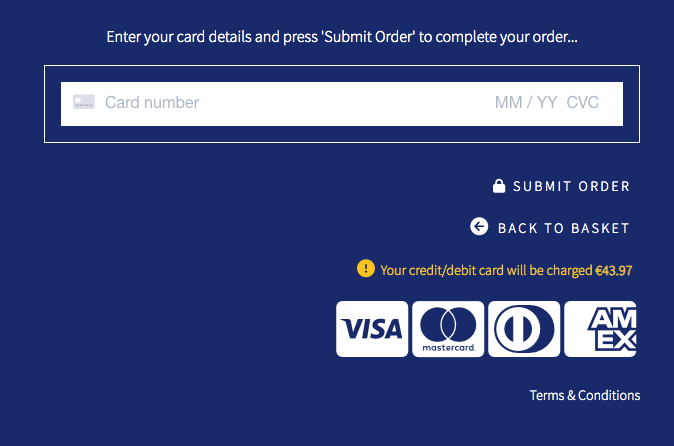 Enter your card details and press 'Submit Order' to complete your order...
Card number MM / YY CVC
SUBMIT ORDER
BACK TO BASKET
! Your credit/debit card will be charged €43.97
VISA mastercard AM EX
Terms & Conditions